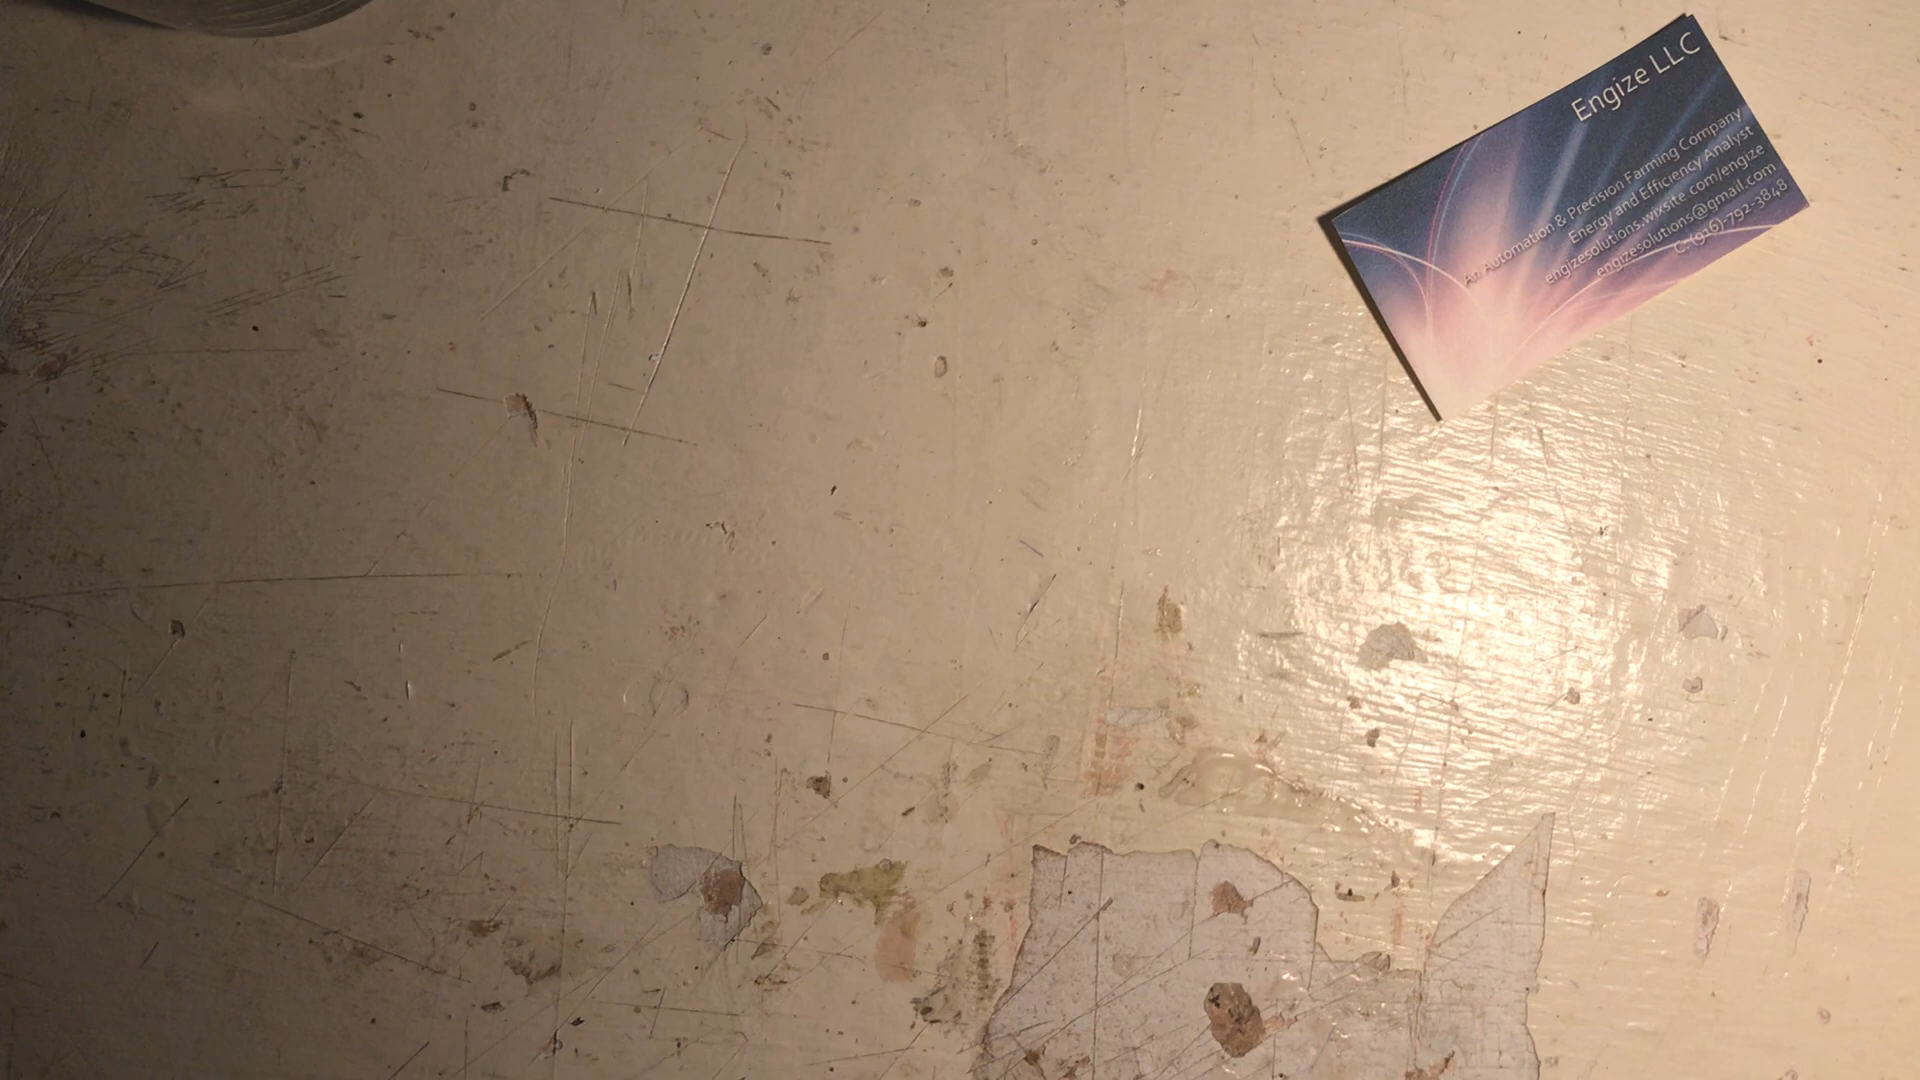 Engize LLC
An Automation & Precision Farming Company
Energy and Efficiency Analyst
engizesolutions.wixsite.com/engize
engizesolutions@gmail.com
C- (916)-792-3848